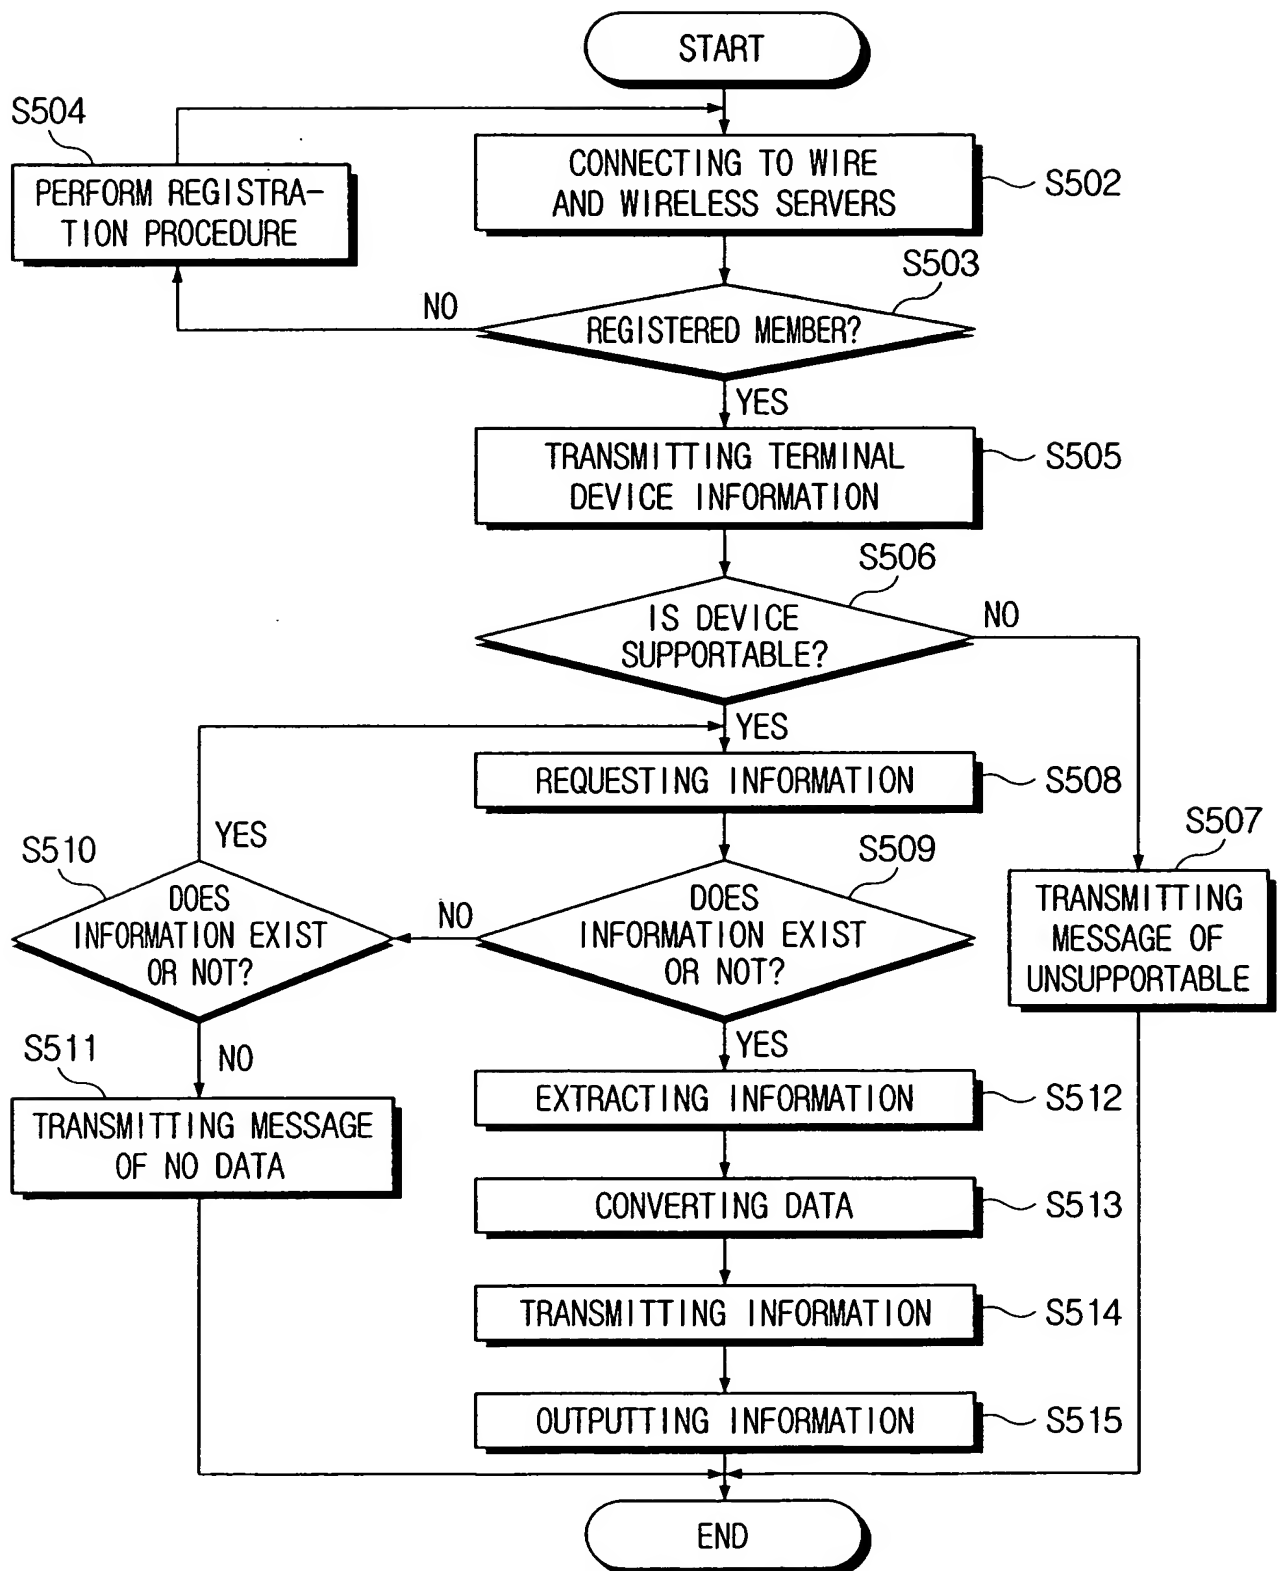 START
S504
PERFORM REGISTRA-
TION PROCEDURE
CONNECTING TO WIRE
AND WIRELESS SERVERS
S502
S503
NO
REGISTERED MEMBER?
YES
TRANSMITTING TERMINAL
DEVICE INFORMATION
S505
S506
IS DEVICE
SUPPORTABLE?
NO
YES
REQUESTING INFORMATION
S508
S507
TRANSMITTING
MESSAGE OF
UNSUPPORTABLE
YES
S510
DOES
INFORMATION EXIST
OR NOT?
NO
S509
DOES
INFORMATION EXIST
OR NOT?
S511
NO
TRANSMITTING MESSAGE
OF NO DATA
YES
EXTRACTING INFORMATION
S512
CONVERTING DATA
S513
TRANSMITTING INFORMATION
S514
OUTPUTTING INFORMATION
S515
END